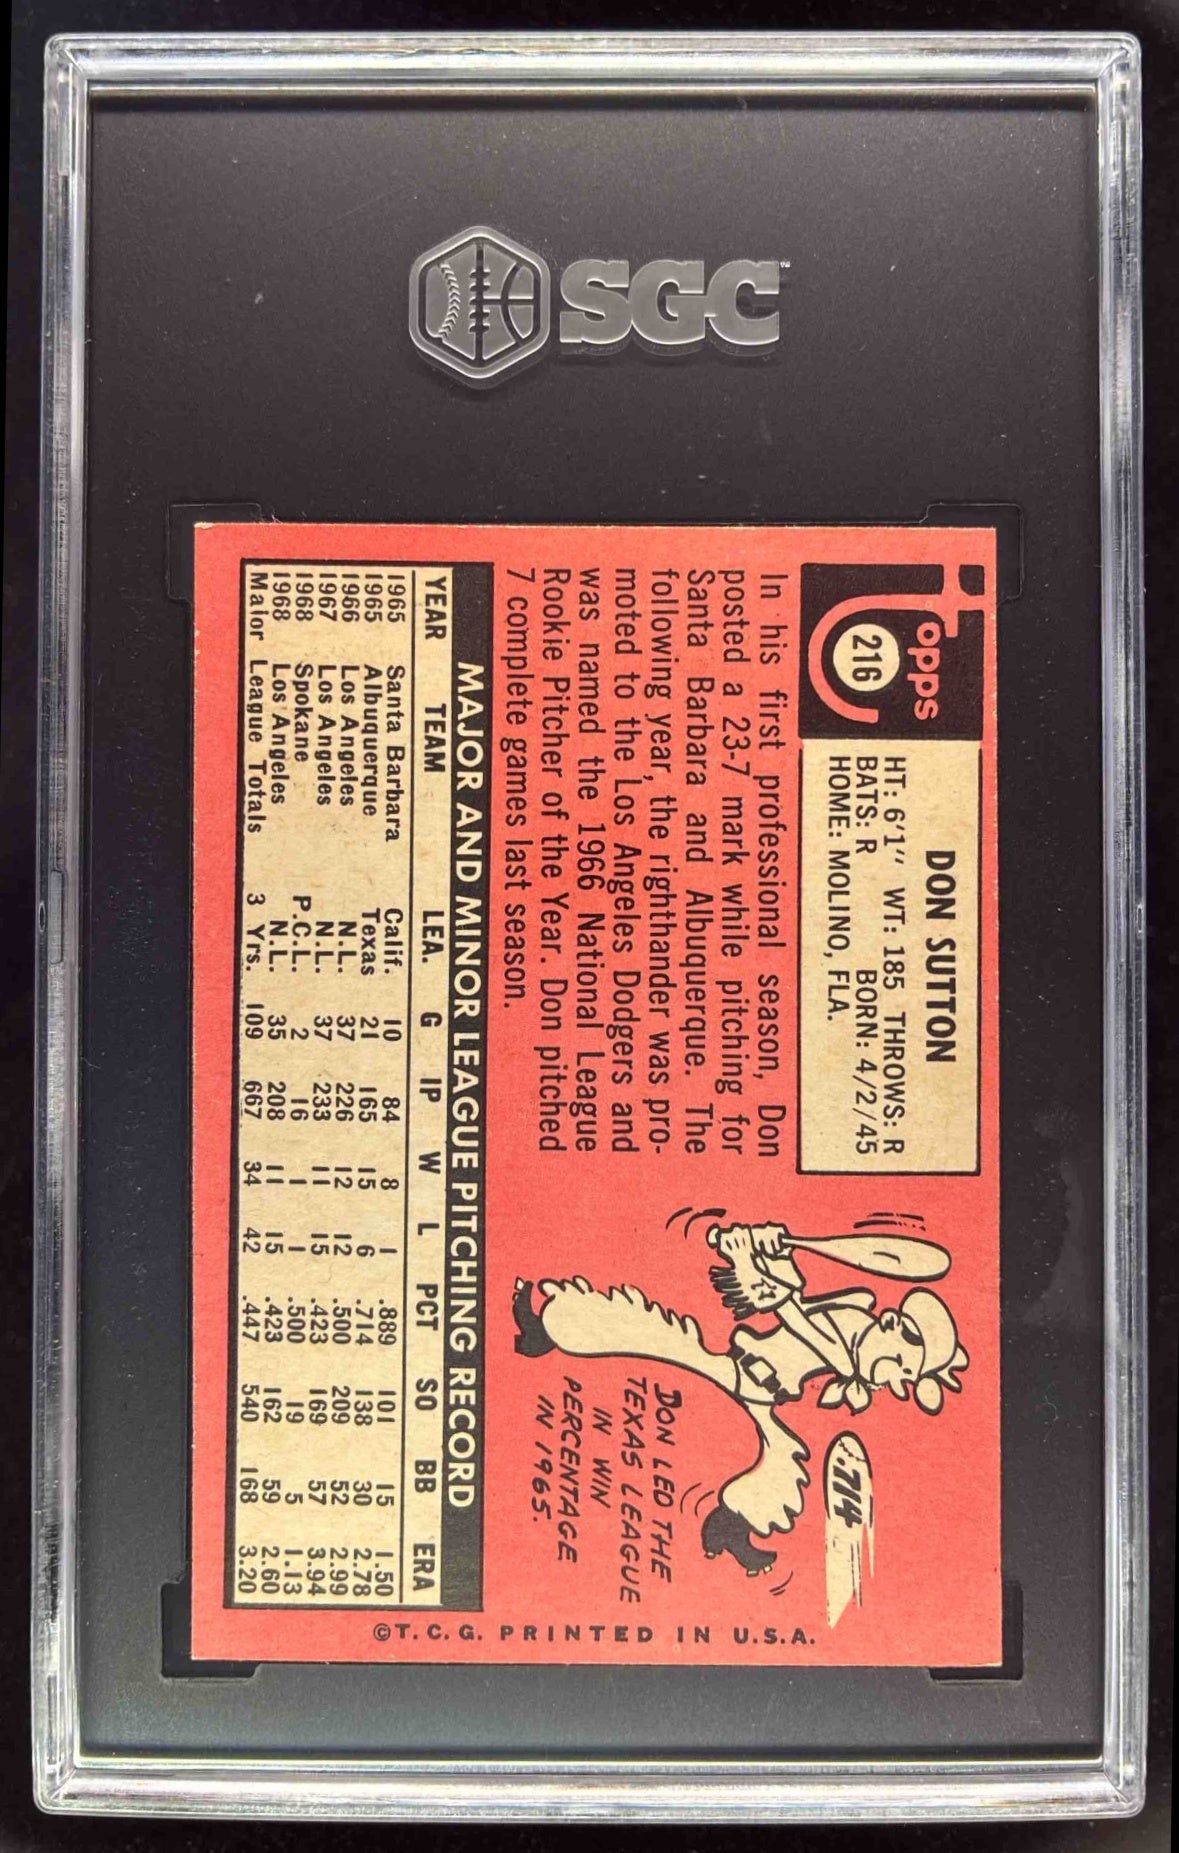 SGC
Topps
216
DON SUTTON
HT: 6'1" WT: 185 THROWS: R
BATS: R BORN: 4/2/45
HOME: MOLINO, FLA.
In his first professional season, Don
posted a 23-7 mark while pitching for
Santa Barbara and Albuquerque. The
following year, the righthander was pro-
moted to the Los Angeles Dodgers and
was named the 1966 National League
Rookie Pitcher of the Year. Don pitched
7 complete games last season.
.714
DON LED THE
TEXAS LEAGUE
IN WIN
PERCENTAGE
IN 1965.
MAJOR AND MINOR LEAGUE PITCHING RECORD
YEAR TEAM LEA. G IP W L PCT SO BB ERA
1965 Santa Barbara Calif. 10 84 8 1 .889 101 15 1.50
1965 Albuquerque Texas 21 165 15 6 .714 138 30 2.78
1966 Los Angeles N.L. 37 226 12 12 .500 209 52 2.99
1967 Los Angeles N.L. 37 233 11 15 .423 169 57 3.94
1968 Spokane P.C.L. 2 16 1 1 .500 19 5 1.13
1968 Los Angeles N.L. 35 208 11 15 .423 162 59 2.60
Major League Totals 3 Yrs. 109 667 34 42 .447 540 168 3.20
©T.C.G. PRINTED IN U.S.A.